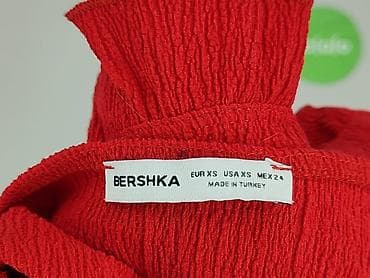 BERSHKA
EUR XS USA XS MEX 24
MADE IN TURKEY